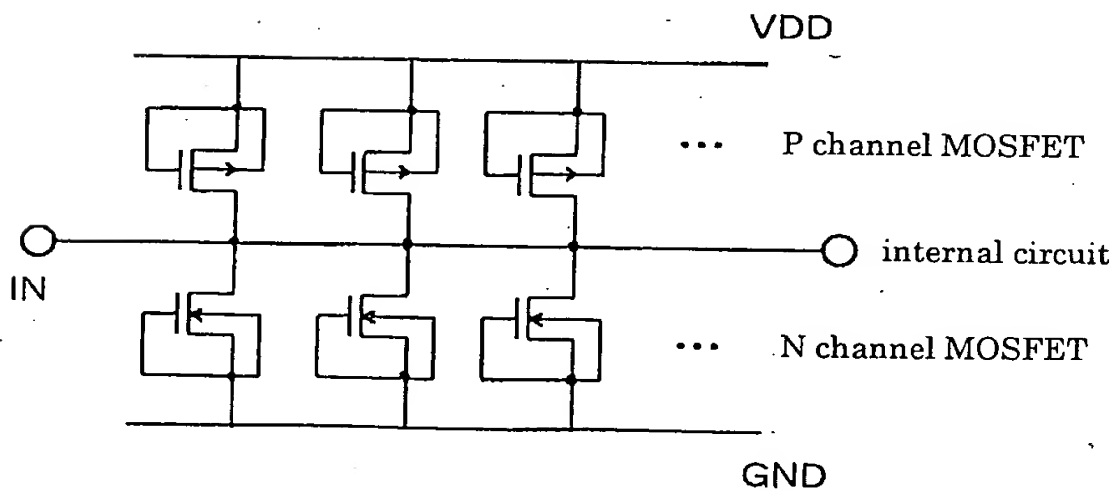 VDD
... P channel MOSFET
IN
internal circuit
... N channel MOSFET
GND